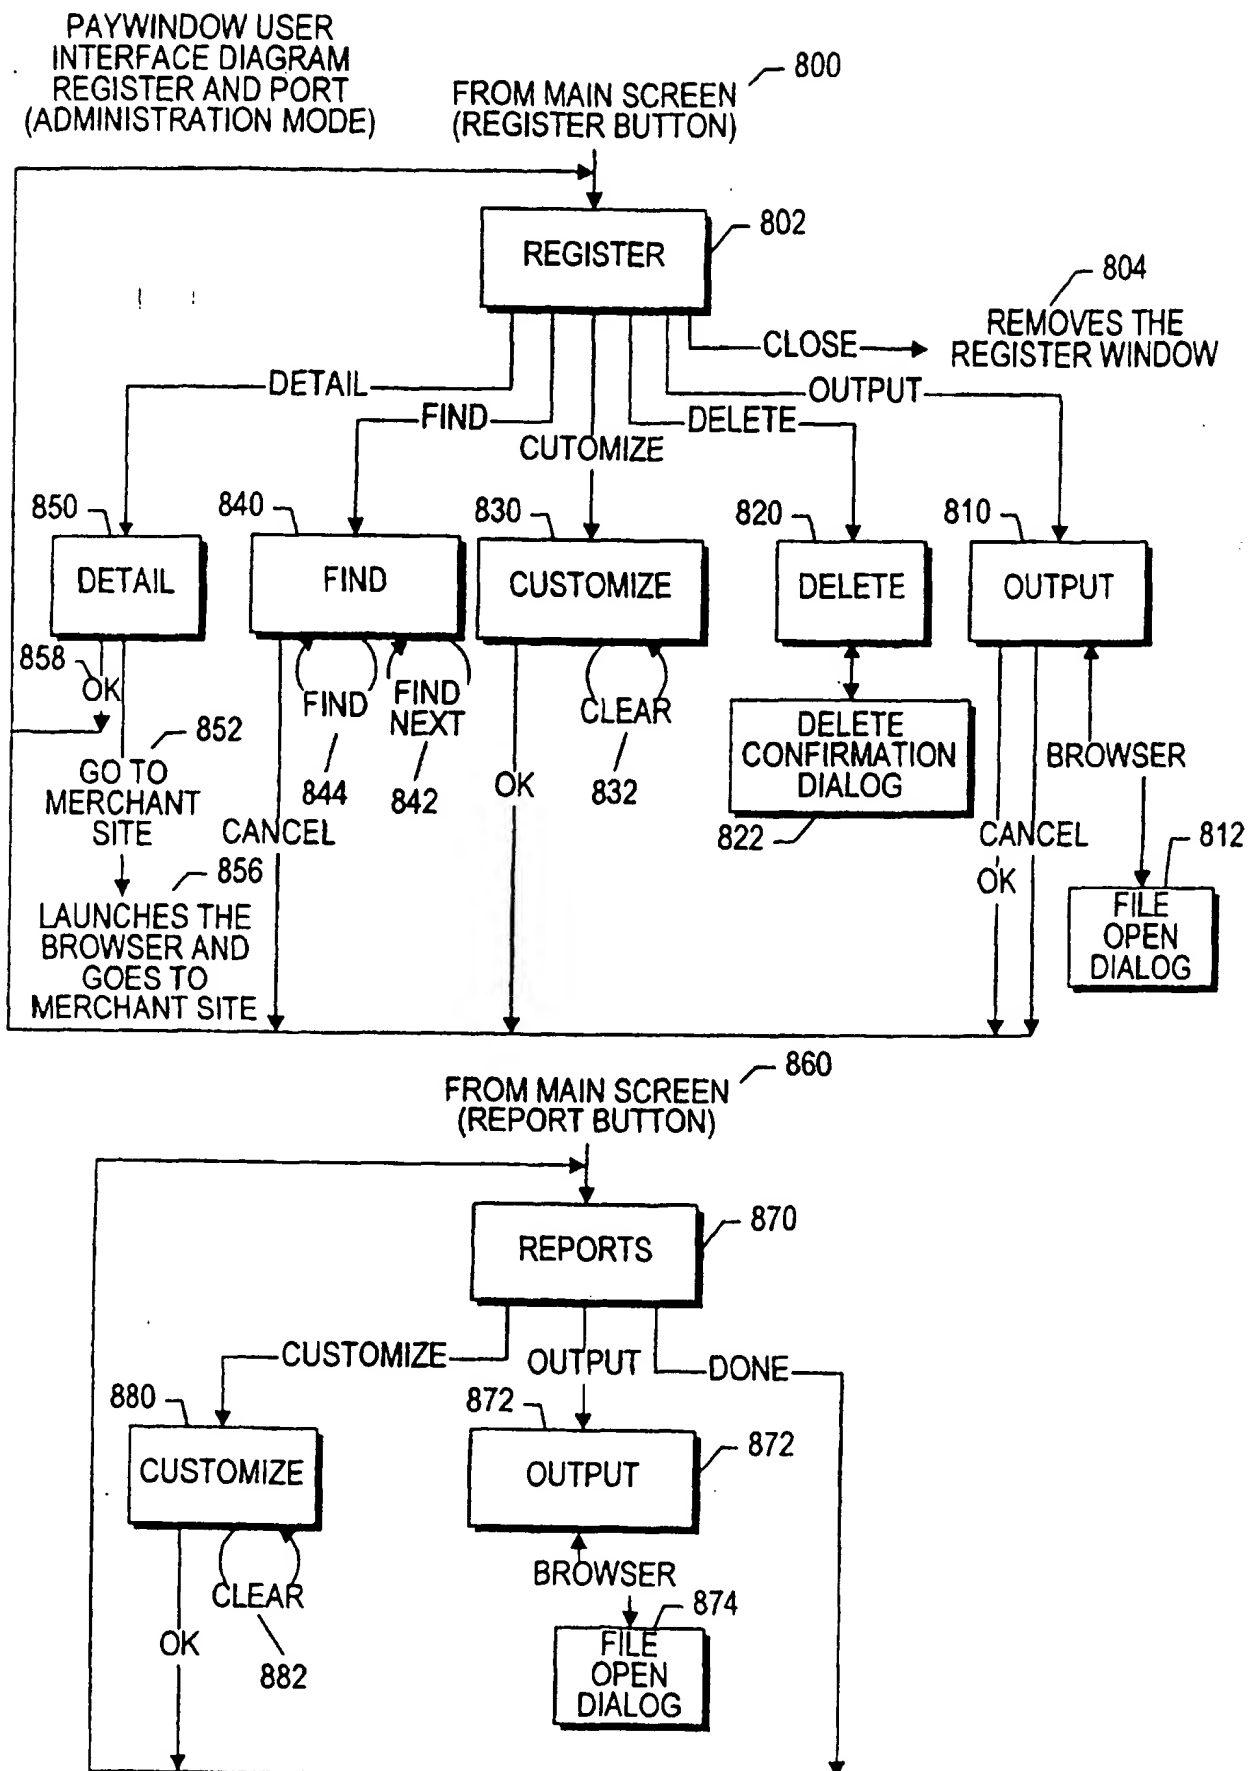 PAYWINDOW USER
INTERFACE DIAGRAM
REGISTER AND PORT
(ADMINISTRATION MODE)
800
FROM MAIN SCREEN
(REGISTER BUTTON)
802
REGISTER
804
REMOVES THE
REGISTER WINDOW
CLOSE
DETAIL
OUTPUT
FIND
DELETE
CUTOMIZE
850
840
830
820
810
DETAIL
FIND
CUSTOMIZE
DELETE
OUTPUT
858
OK
FIND
FIND
NEXT
CLEAR
DELETE
CONFIRMATION
DIALOG
BROWSER
852
GO TO
MERCHANT
SITE
844
842
OK
832
822
CANCEL
CANCEL
OK
812
856
LAUNCHES THE
BROWSER AND
GOES TO
MERCHANT SITE
FILE
OPEN
DIALOG
860
FROM MAIN SCREEN
(REPORT BUTTON)
870
REPORTS
CUSTOMIZE
OUTPUT
DONE
880
872
872
CUSTOMIZE
OUTPUT
CLEAR
BROWSER
874
OK
882
FILE
OPEN
DIALOG